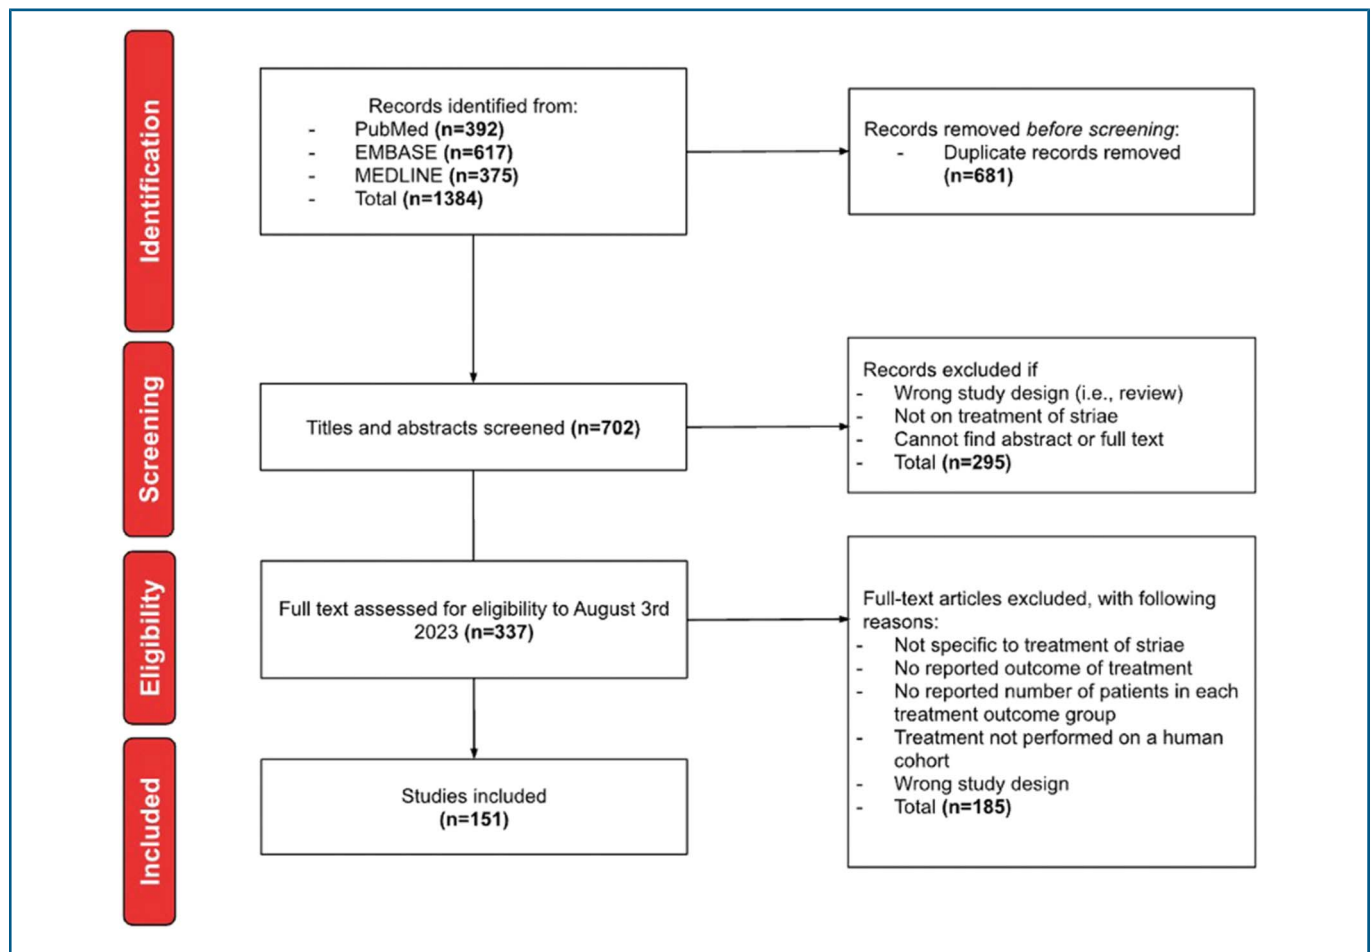 Identification
Records identified from:
- PubMed (n=392)
- EMBASE (n=617)
- MEDLINE (n=375)
- Total (n=1384)
Records removed before screening:
- Duplicate records removed
(n=681)
Screening
Titles and abstracts screened (n=702)
Records excluded if
- Wrong study design (i.e., review)
- Not on treatment of striae
- Cannot find abstract or full text
- Total (n=295)
Eligibility
Full text assessed for eligibility to August 3rd
2023 (n=337)
Full-text articles excluded, with following
reasons:
- Not specific to treatment of striae
- No reported outcome of treatment
- No reported number of patients in each
treatment outcome group
- Treatment not performed on a human
cohort
- Wrong study design
- Total (n=185)
Included
Studies included
(n=151)